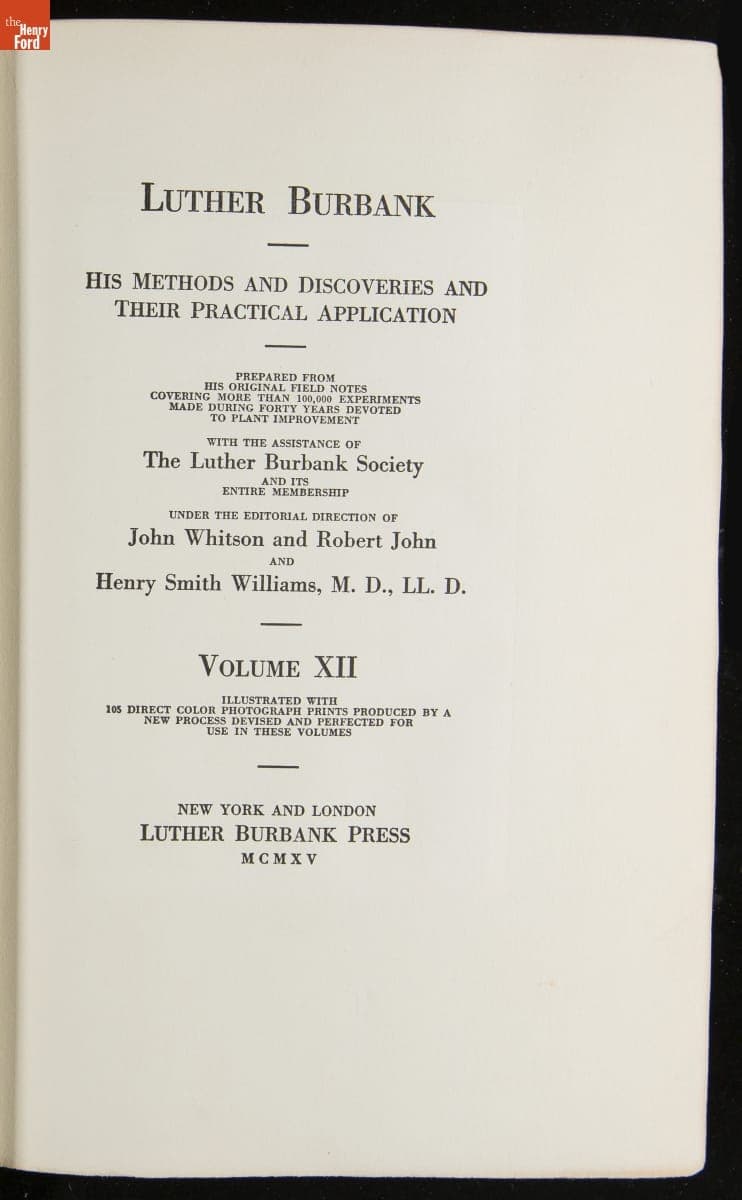 the
Henry
Ford
LUTHER BURBANK
HIS METHODS AND DISCOVERIES AND
THEIR PRACTICAL APPLICATION
PREPARED FROM
HIS ORIGINAL FIELD NOTES
COVERING MORE THAN 100,000 EXPERIMENTS
MADE DURING FORTY YEARS DEVOTED
TO PLANT IMPROVEMENT
WITH THE ASSISTANCE OF
The Luther Burbank Society
AND ITS
ENTIRE MEMBERSHIP
UNDER THE EDITORIAL DIRECTION OF
John Whitson and Robert John
AND
Henry Smith Williams, M. D., LL. D.
VOLUME XII
ILLUSTRATED WITH
105 DIRECT COLOR PHOTOGRAPH PRINTS PRODUCED BY A
NEW PROCESS DEVISED AND PERFECTED FOR
USE IN THESE VOLUMES
NEW YORK AND LONDON
LUTHER BURBANK PRESS
MCMXV